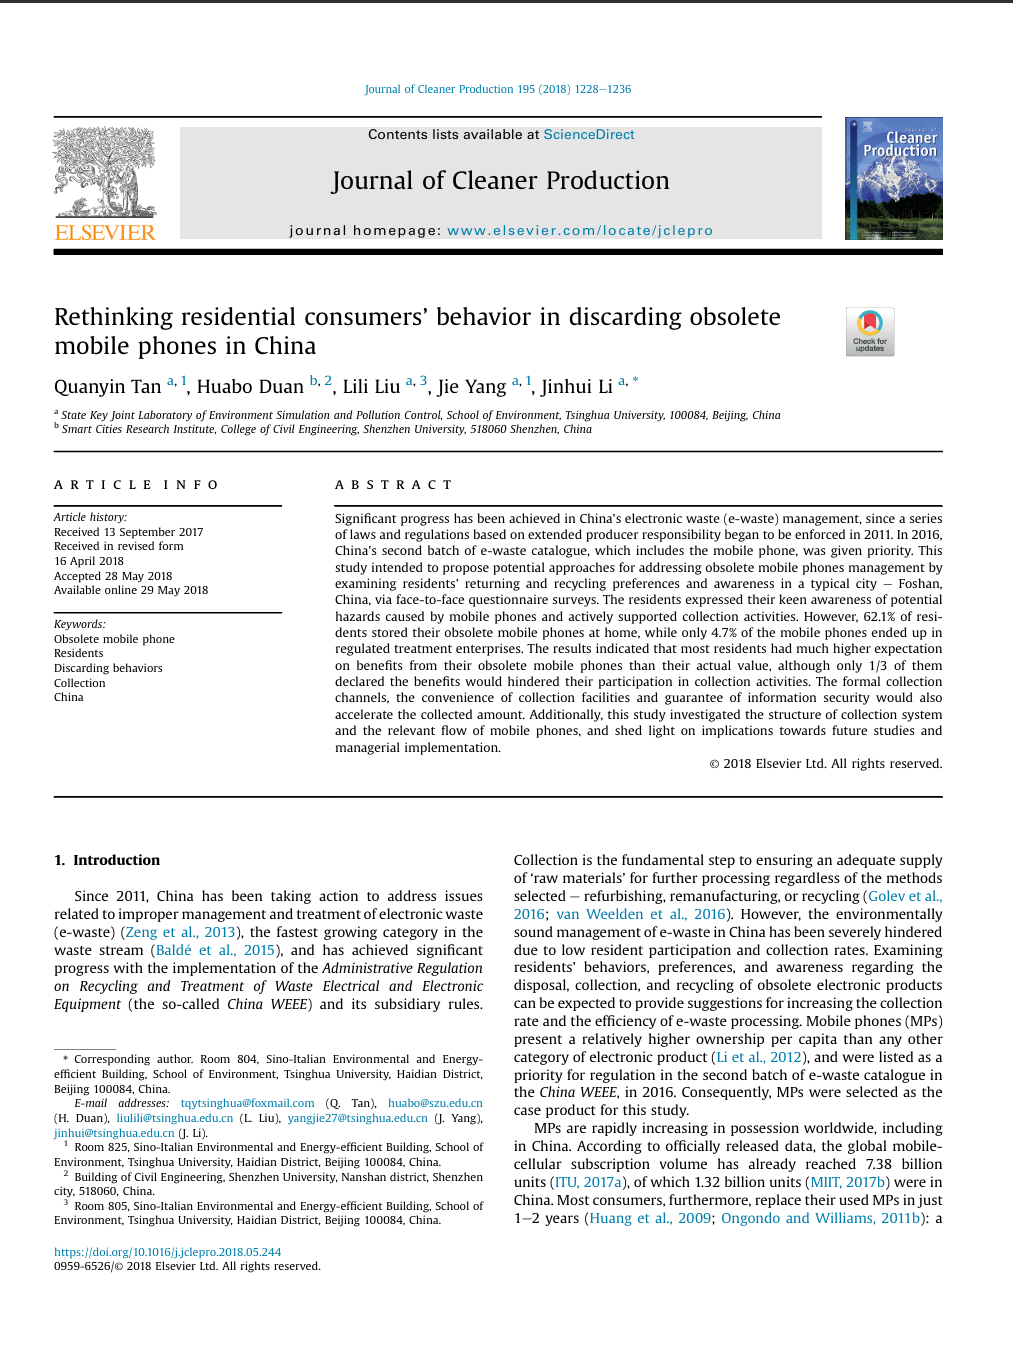 Journal of Cleaner Production 195 (2018) 1228–1236
Contents lists available at ScienceDirect
Journal of Cleaner Production
journal homepage: www.elsevier.com/locate/jclepro
ELSEVIER
Journal of
Cleaner
Production
Rethinking residential consumers' behavior in discarding obsolete
mobile phones in China
Check for
updates
Quanyin Tan a, 1, Huabo Duan b, 2, Lili Liu a, 3, Jie Yang a, 1, Jinhui Li a, *
a State Key Joint Laboratory of Environment Simulation and Pollution Control, School of Environment, Tsinghua University, 100084, Beijing, China
b Smart Cities Research Institute, College of Civil Engineering, Shenzhen University, 518060 Shenzhen, China
ARTICLE INFO
Article history:
Received 13 September 2017
Received in revised form
16 April 2018
Accepted 28 May 2018
Available online 29 May 2018
Keywords:
Obsolete mobile phone
Residents
Discarding behaviors
Collection
China
ABSTRACT
Significant progress has been achieved in China's electronic waste (e-waste) management, since a series
of laws and regulations based on extended producer responsibility began to be enforced in 2011. In 2016,
China's second batch of e-waste catalogue, which includes the mobile phone, was given priority. This
study intended to propose potential approaches for addressing obsolete mobile phones management by
examining residents' returning and recycling preferences and awareness in a typical city – Foshan,
China, via face-to-face questionnaire surveys. The residents expressed their keen awareness of potential
hazards caused by mobile phones and actively supported collection activities. However, 62.1% of resi-
dents stored their obsolete mobile phones at home, while only 4.7% of the mobile phones ended up in
regulated treatment enterprises. The results indicated that most residents had much higher expectation
on benefits from their obsolete mobile phones than their actual value, although only 1/3 of them
declared the benefits would hindered their participation in collection activities. The formal collection
channels, the convenience of collection facilities and guarantee of information security would also
accelerate the collected amount. Additionally, this study investigated the structure of collection system
and the relevant flow of mobile phones, and shed light on implications towards future studies and
managerial implementation.
© 2018 Elsevier Ltd. All rights reserved.
1. Introduction
Since 2011, China has been taking action to address issues
related to improper management and treatment of electronic waste
(e-waste) (Zeng et al., 2013), the fastest growing category in the
waste stream (Baldé et al., 2015), and has achieved significant
progress with the implementation of the Administrative Regulation
on Recycling and Treatment of Waste Electrical and Electronic
Equipment (the so-called China WEEE) and its subsidiary rules.
* Corresponding author. Room 804, Sino-Italian Environmental and Energy-
efficient Building, School of Environment, Tsinghua University, Haidian District,
Beijing 100084, China.
E-mail addresses: tqytsinghua@foxmail.com (Q. Tan), huabo@szu.edu.cn
(H. Duan), liulili@tsinghua.edu.cn (L. Liu), yangjie27@tsinghua.edu.cn (J. Yang),
jinhui@tsinghua.edu.cn (J. Li).
1 Room 825, Sino-Italian Environmental and Energy-efficient Building, School of
Environment, Tsinghua University, Haidian District, Beijing 100084, China.
2 Building of Civil Engineering, Shenzhen University, Nanshan district, Shenzhen
city, 518060, China.
3 Room 805, Sino-Italian Environmental and Energy-efficient Building, School of
Environment, Tsinghua University, Haidian District, Beijing 100084, China.
Collection is the fundamental step to ensuring an adequate supply
of 'raw materials' for further processing regardless of the methods
selected – refurbishing, remanufacturing, or recycling (Golev et al.,
2016; van Weelden et al., 2016). However, the environmentally
sound management of e-waste in China has been severely hindered
due to low resident participation and collection rates. Examining
residents' behaviors, preferences, and awareness regarding the
disposal, collection, and recycling of obsolete electronic products
can be expected to provide suggestions for increasing the collection
rate and the efficiency of e-waste processing. Mobile phones (MPs)
present a relatively higher ownership per capita than any other
category of electronic product (Li et al., 2012), and were listed as a
priority for regulation in the second batch of e-waste catalogue in
the China WEEE, in 2016. Consequently, MPs were selected as the
case product for this study.
MPs are rapidly increasing in possession worldwide, including
in China. According to officially released data, the global mobile-
cellular subscription volume has already reached 7.38 billion
units (ITU, 2017a), of which 1.32 billion units (MIIT, 2017b) were in
China. Most consumers, furthermore, replace their used MPs in just
1–2 years (Huang et al., 2009; Ongondo and Williams, 2011b): a
https://doi.org/10.1016/j.jclepro.2018.05.244
0959-6526/© 2018 Elsevier Ltd. All rights reserved.